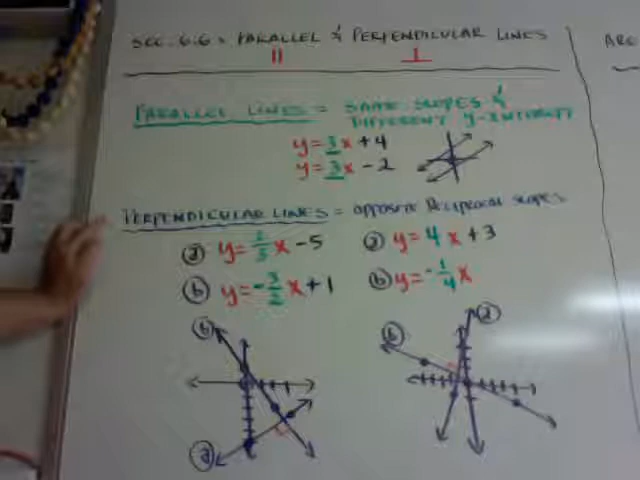 SEC. 6.6 = PARALLEL & PERPENDICULAR LINES
|| ⊥
PARALLEL LINES = SAME SLOPES &
DIFFERENT Y-INTERCEPT
y = 3x + 4
y = 3x - 2
PERPENDICULAR LINES = OPPOSITE RECIPROCAL SLOPES
ⓐ y = 2/3 x - 5 ⓐ y = 4x + 3
ⓑ y = -3/2 x + 1 ⓑ y = -1/4 x
ⓑ ⓑ ⓐ
ⓐ
ARE